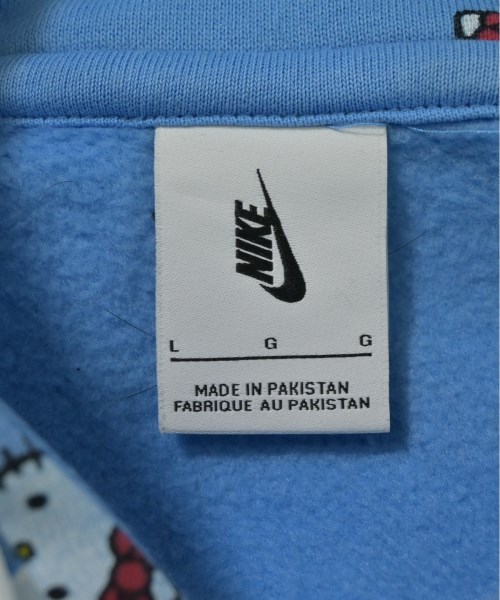 NIKE
L G G
MADE IN PAKISTAN
FABRIQUE AU PAKISTAN